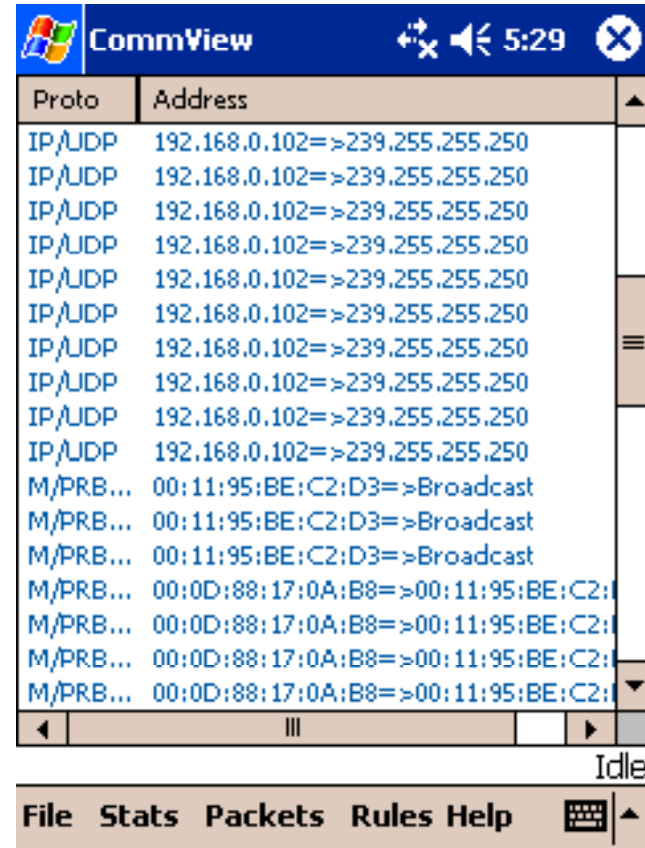 CommView 5:29
Proto Address
IP/UDP 192.168.0.102=>239.255.255.250
IP/UDP 192.168.0.102=>239.255.255.250
IP/UDP 192.168.0.102=>239.255.255.250
IP/UDP 192.168.0.102=>239.255.255.250
IP/UDP 192.168.0.102=>239.255.255.250
IP/UDP 192.168.0.102=>239.255.255.250
IP/UDP 192.168.0.102=>239.255.255.250
IP/UDP 192.168.0.102=>239.255.255.250
IP/UDP 192.168.0.102=>239.255.255.250
IP/UDP 192.168.0.102=>239.255.255.250
M/PRB... 00:11:95:BE:C2:D3=>Broadcast
M/PRB... 00:11:95:BE:C2:D3=>Broadcast
M/PRB... 00:11:95:BE:C2:D3=>Broadcast
M/PRB... 00:0D:88:17:0A:B8=>00:11:95:BE:C2:
M/PRB... 00:0D:88:17:0A:B8=>00:11:95:BE:C2:
M/PRB... 00:0D:88:17:0A:B8=>00:11:95:BE:C2:
M/PRB... 00:0D:88:17:0A:B8=>00:11:95:BE:C2:
Idle
File Stats Packets Rules Help